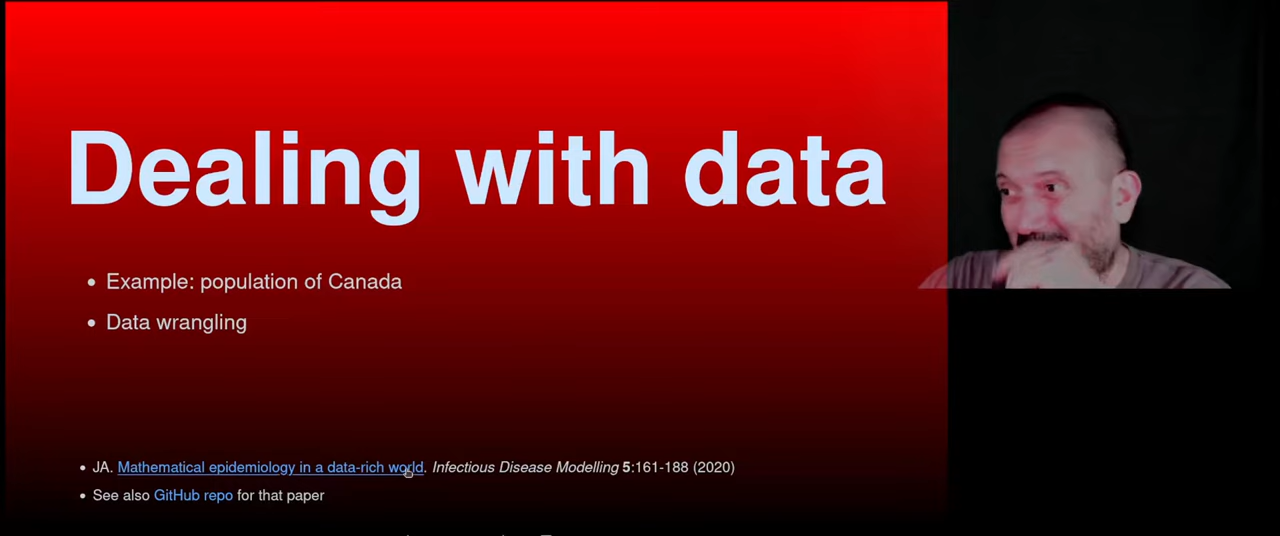 Dealing with data
Example: population of Canada
Data wrangling
JA. Mathematical epidemiology in a data-rich world. Infectious Disease Modelling 5:161-188 (2020)
See also GitHub repo for that paper